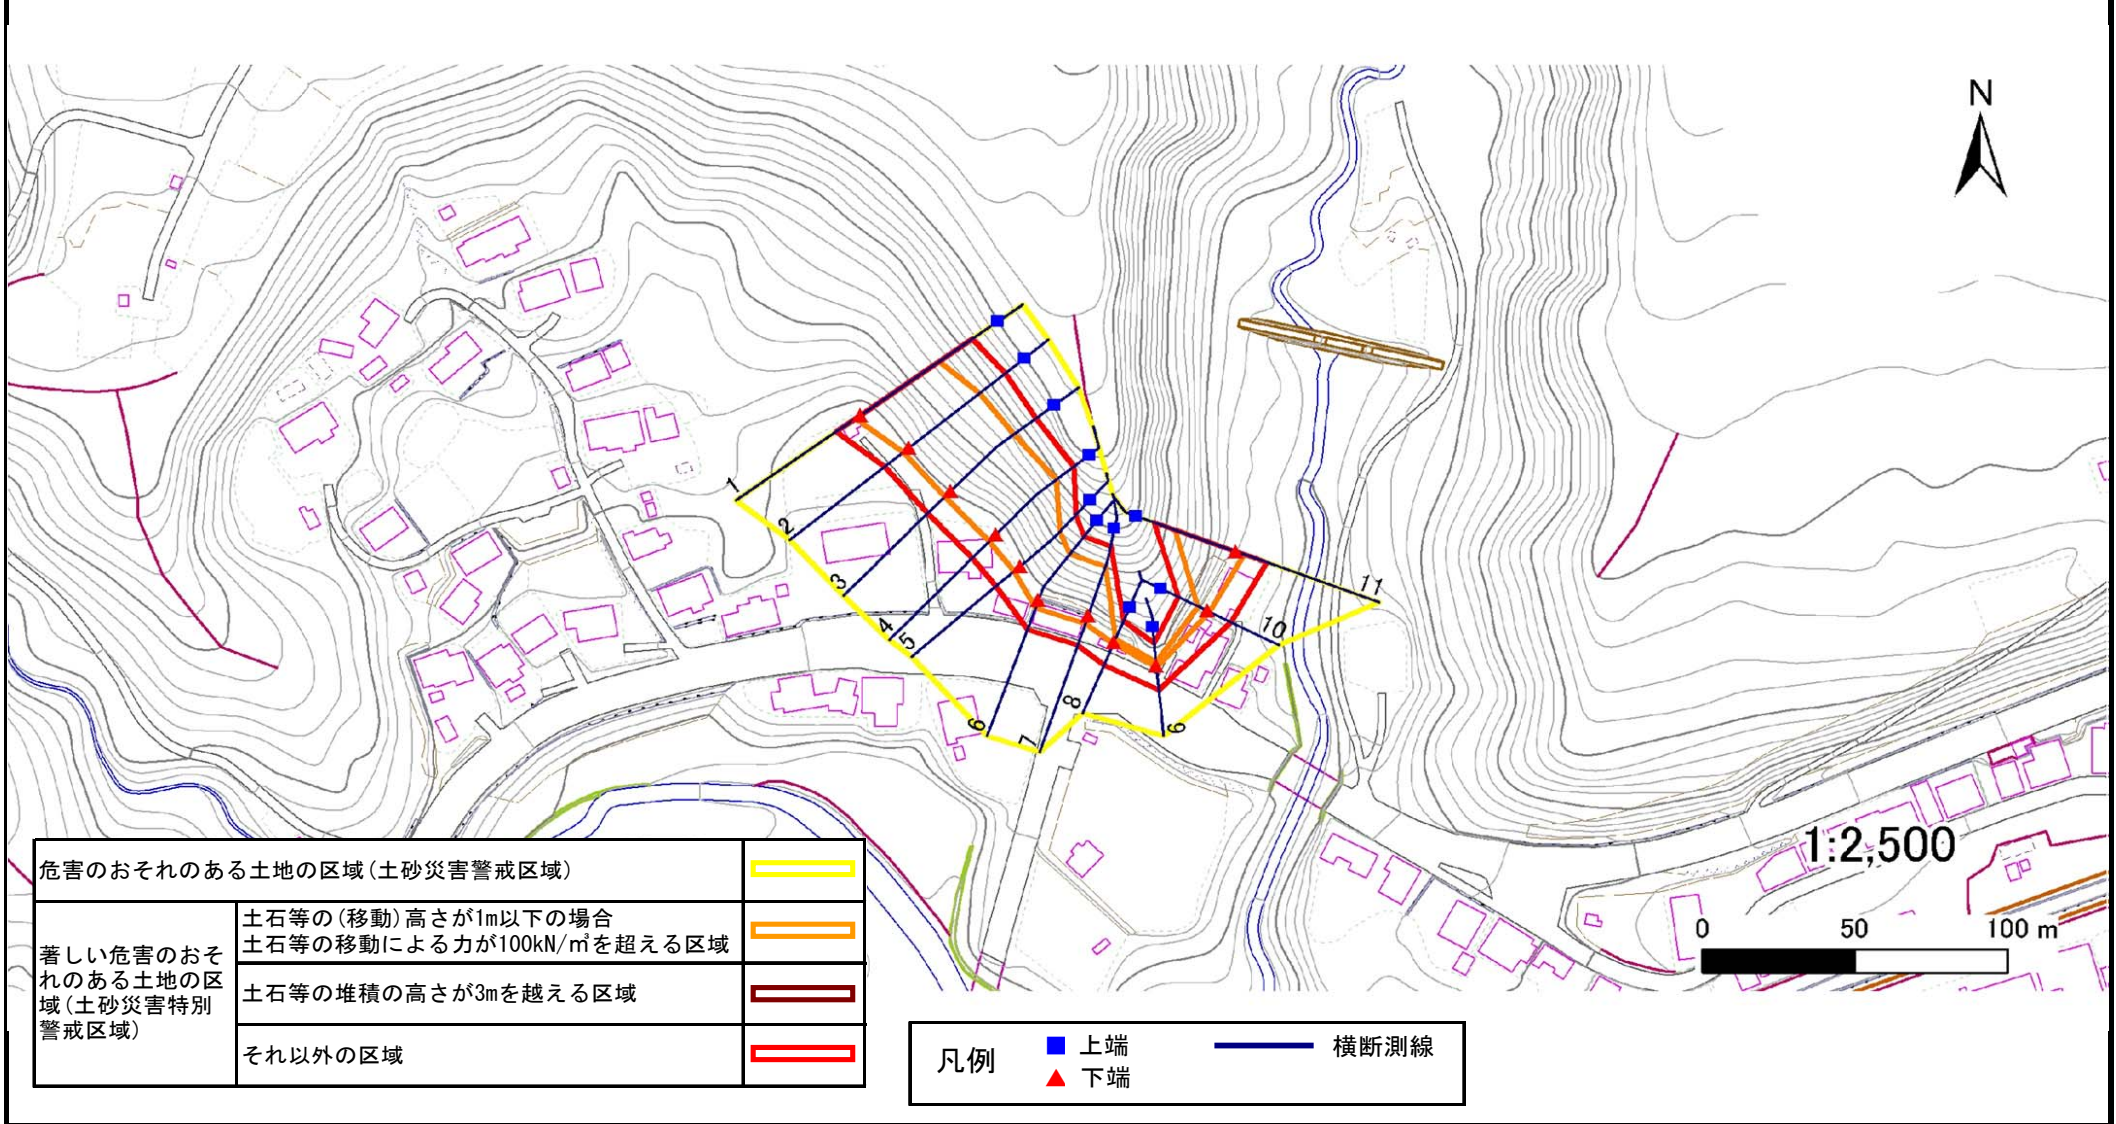 N
1
2
3
4
5
6
7
8
9
10
11
1:2,500
0 50 100 m
危害のおそれのある土地の区域(土砂災害警戒区域)
著しい危害のおそ
れのある土地の区
域(土砂災害特別
警戒区域)
土石等の(移動)高さが1m以下の場合
土石等の移動による力が100kN/㎡を超える区域
土石等の堆積の高さが3mを越える区域
それ以外の区域
凡例
上端
下端
横断測線